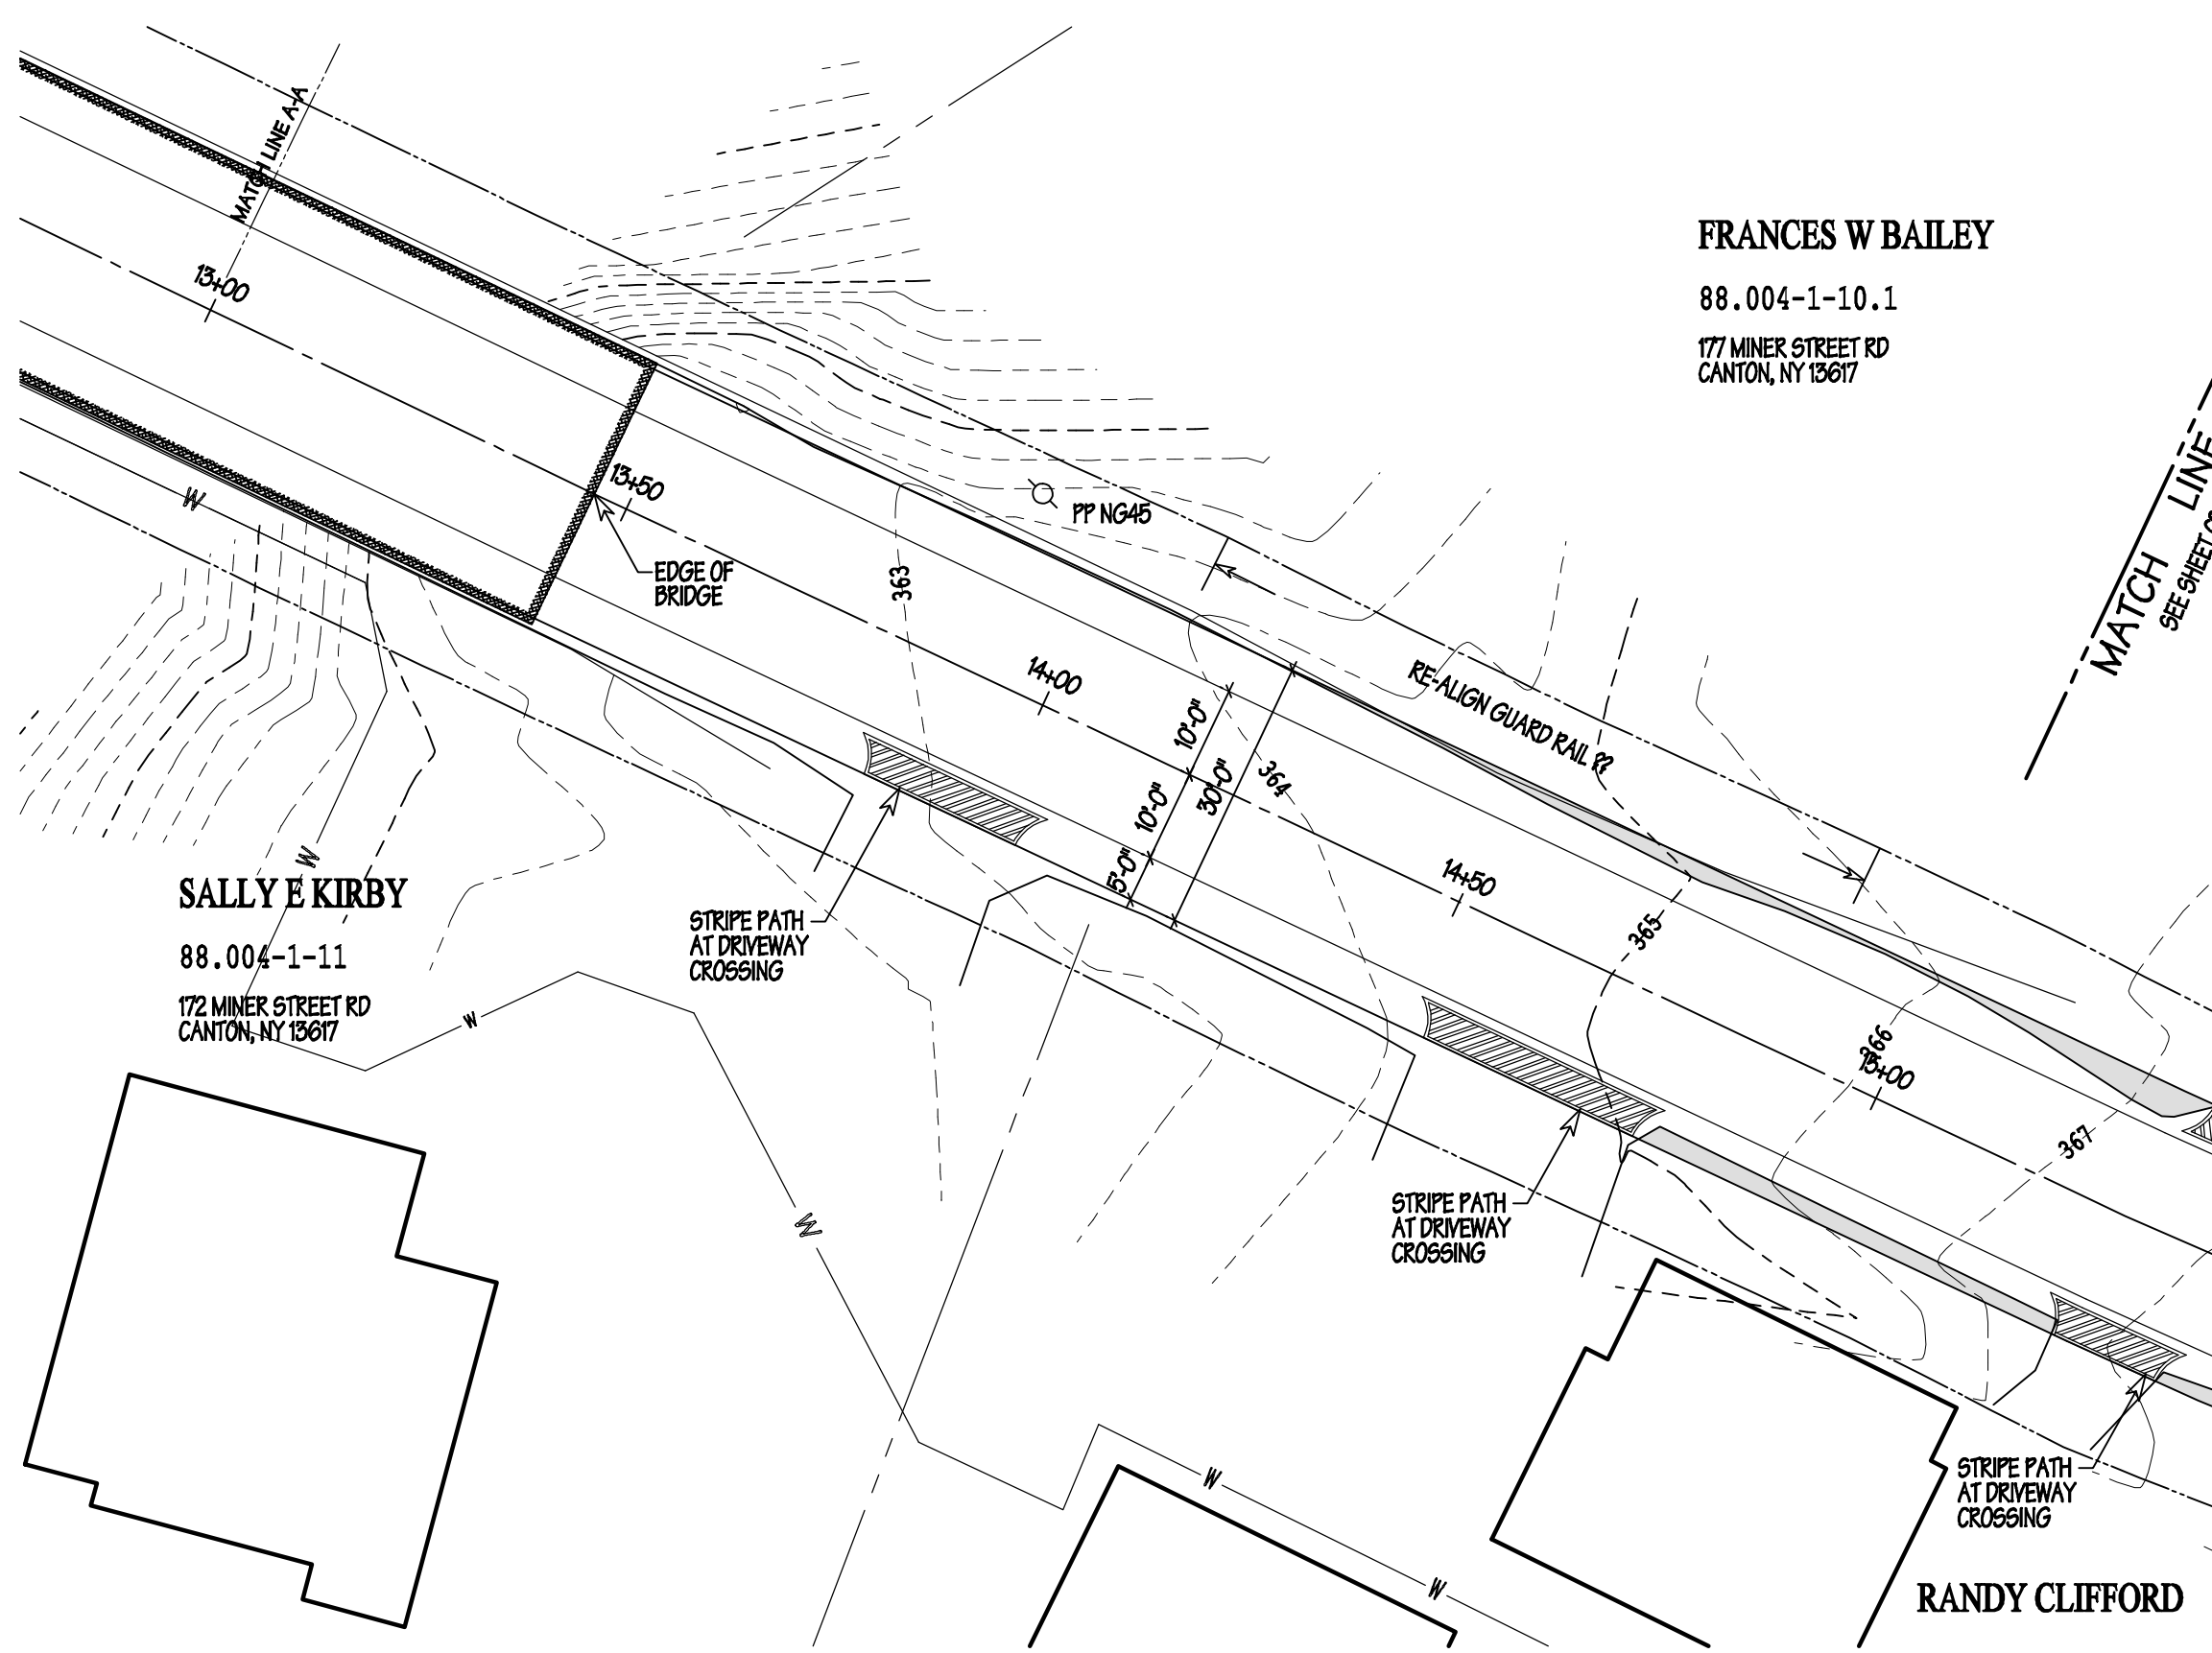 MATCH LINE A-A
13+00
FRANCES W BAILEY
88.004-1-10.1
177 MINER STREET RD
CANTON, NY 13617
MATCH LINE
SEE SHEET
W
13+50
PP NG45
EDGE OF
BRIDGE
363
14+00
RE-ALIGN GUARD RAIL ??
10'-0"
10'-0"
5'-0"
30'-0"
364
14+50
365
W
SALLY E KIRBY
88.004-1-11
172 MINER STREET RD
CANTON, NY 13617
STRIPE PATH
AT DRIVEWAY
CROSSING
W
366
15+00
367
W
STRIPE PATH
AT DRIVEWAY
CROSSING
W
STRIPE PATH
AT DRIVEWAY
CROSSING
W
RANDY CLIFFORD